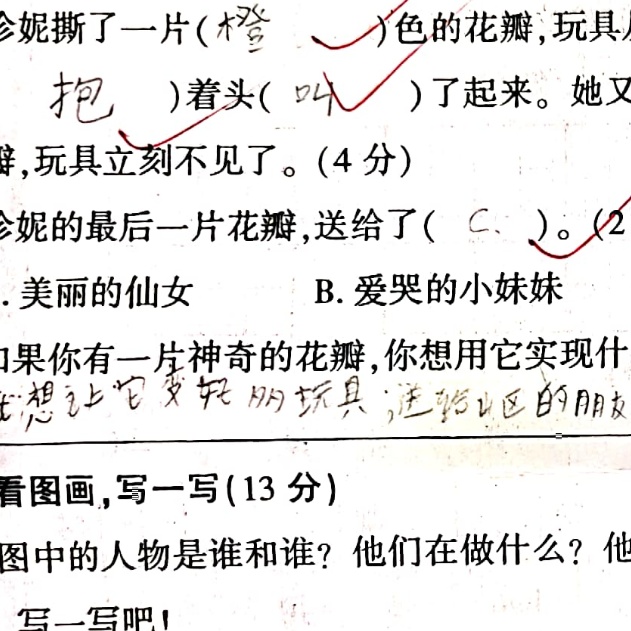 妮撕了一片(橙)色的花瓣,玩具
抱)着头(叫)了起来。她又
瓣,玩具立刻不见了。(4分)
妮的最后一片花瓣,送给了( C、)。(2
. 美丽的仙女 B. 爱哭的小妹妹
如果你有一片神奇的花瓣,你想用它实现什
我想让它变好多玩具,送给山区的朋友
看图画,写一写(13分)
图中的人物是谁和谁?他们在做什么?他
写一写吧!